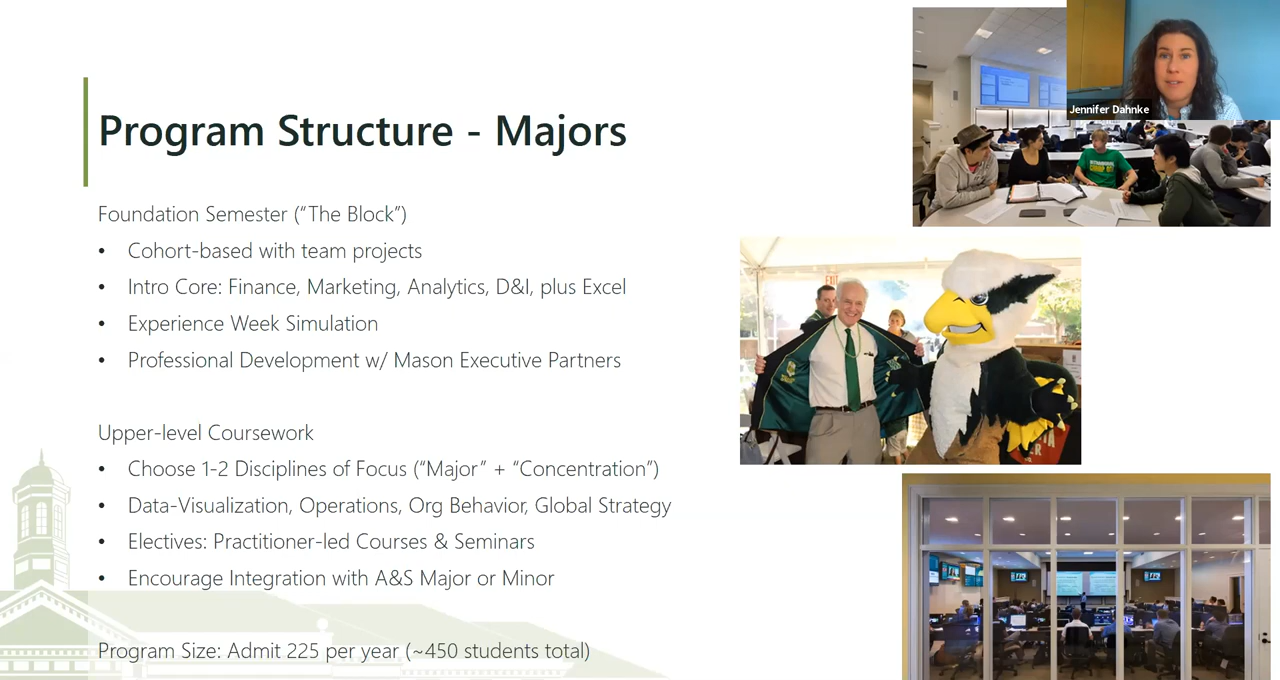 Jennifer Dahnke
Program Structure - Majors
Foundation Semester (“The Block”)
• Cohort-based with team projects
• Intro Core: Finance, Marketing, Analytics, D&I, plus Excel
• Experience Week Simulation
• Professional Development w/ Mason Executive Partners
Upper-level Coursework
• Choose 1-2 Disciplines of Focus (“Major” + “Concentration”)
• Data-Visualization, Operations, Org Behavior, Global Strategy
• Electives: Practitioner-led Courses & Seminars
• Encourage Integration with A&S Major or Minor
Program Size: Admit 225 per year (~450 students total)